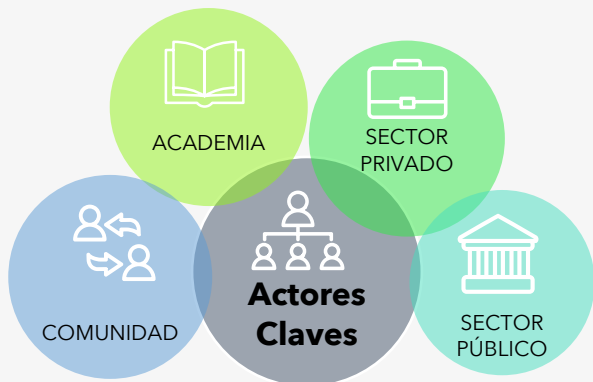 ACADEMIA
SECTOR
PRIVADO
COMUNIDAD
Actores
Claves
SECTOR
PÚBLICO